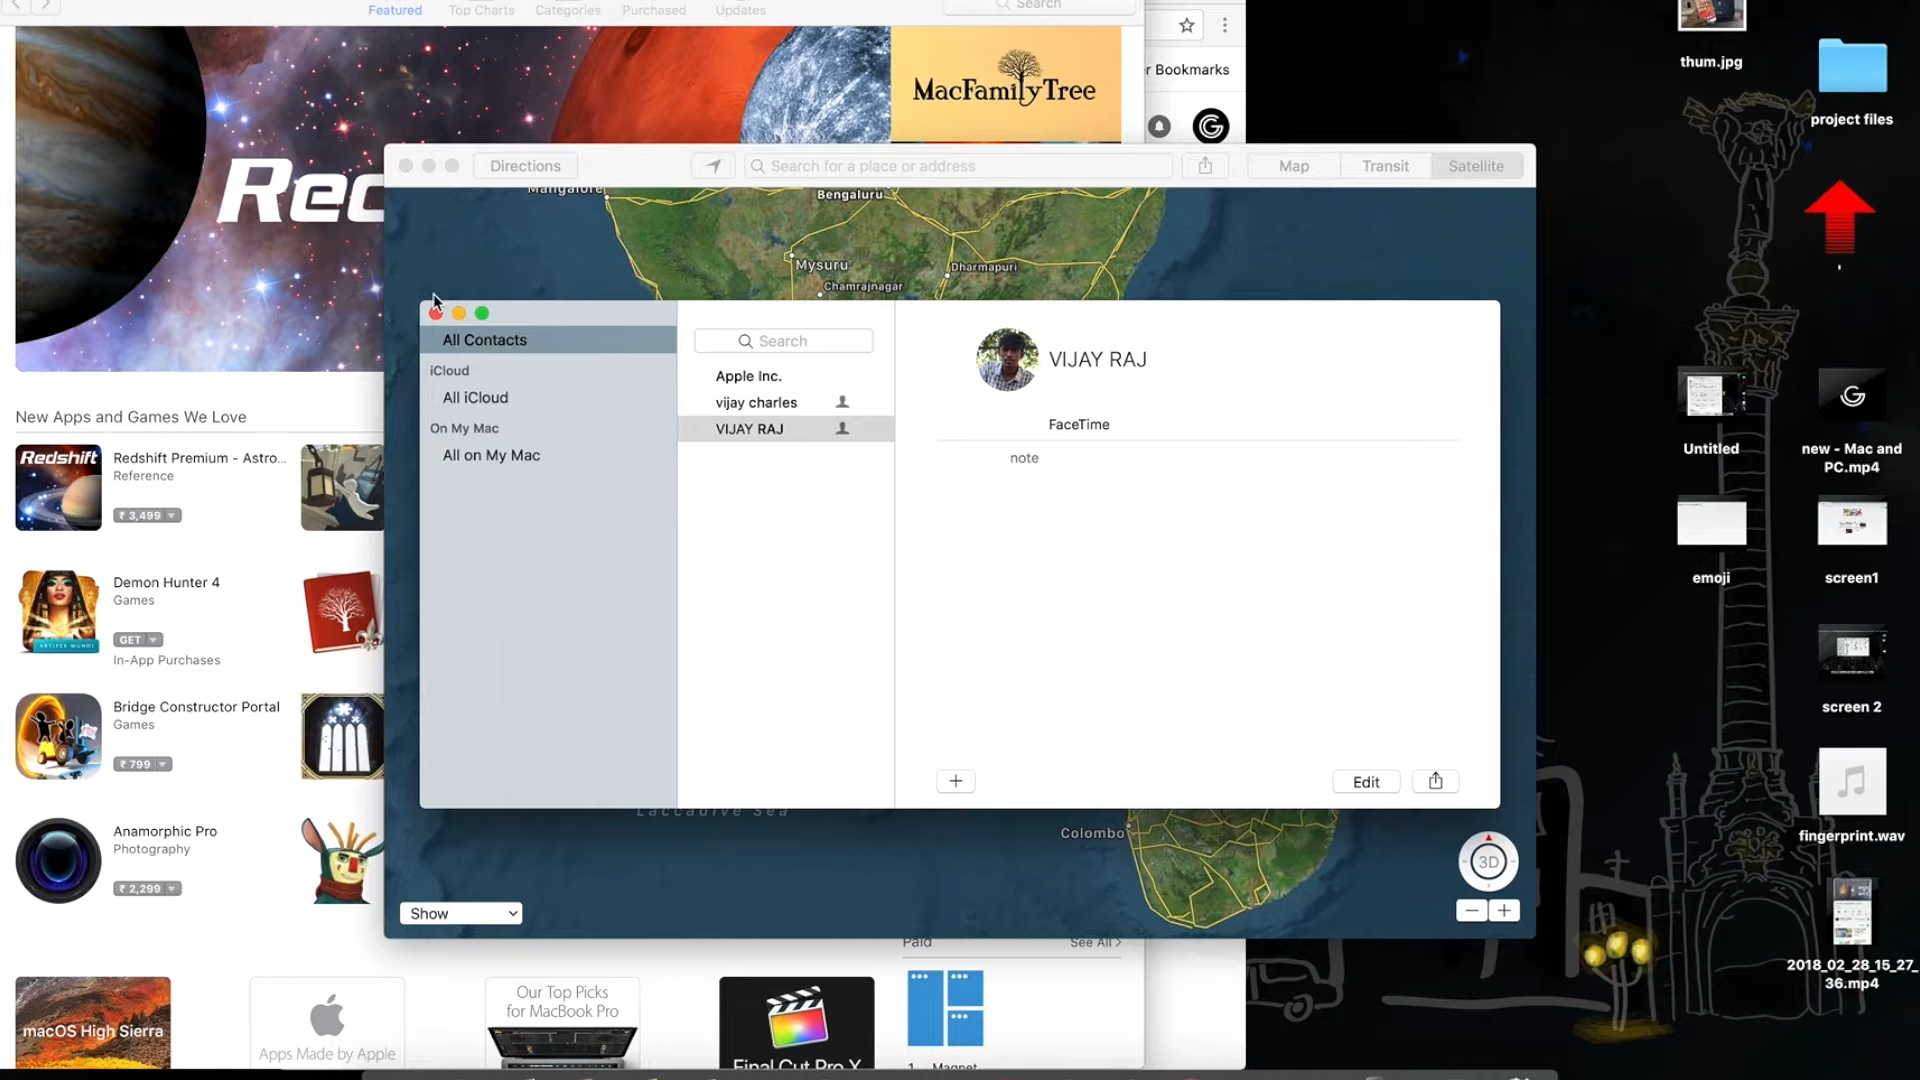 Featured
Top Charts
Categories
Purchased
Updates
Search
MacFamilyTree
r Bookmarks
thum.jpg
project files
Directions
Search for a place or address
Map
Transit
Satellite
Mangalore
Bengaluru
Mysuru
Dharmapuri
Chamrajnagar
All Contacts
iCloud
All iCloud
On My Mac
All on My Mac
Search
Apple Inc.
vijay charles
VIJAY RAJ
VIJAY RAJ
FaceTime
note
Edit
New Apps and Games We Love
Redshift
Redshift Premium - Astro...
Reference
₹ 3,499
Demon Hunter 4
Games
GET
In-App Purchases
ARTIFEX MUNDI
Bridge Constructor Portal
Games
₹ 799
Anamorphic Pro
Photography
₹ 2,299
Laccadive Sea
Colombo
3D
Show
Paid
See All >
macOS High Sierra
Apps Made by Apple
Our Top Picks
for MacBook Pro
Final Cut Pro X
1. Magnet
Untitled
new - Mac and
PC.mp4
emoji
screen1
screen 2
fingerprint.wav
2018_02_28_15_27_
36.mp4